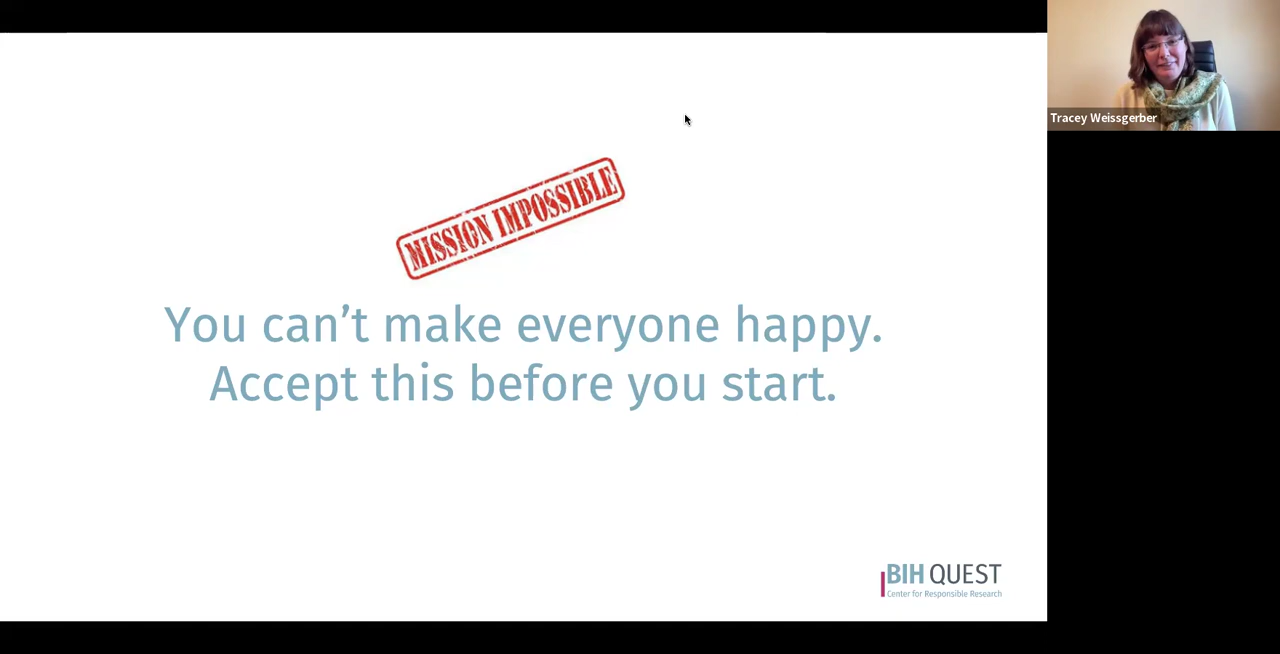 Tracey Weissgerber
MISSION IMPOSSIBLE
You can’t make everyone happy.
Accept this before you start.
BIH QUEST
Center for Responsible Research